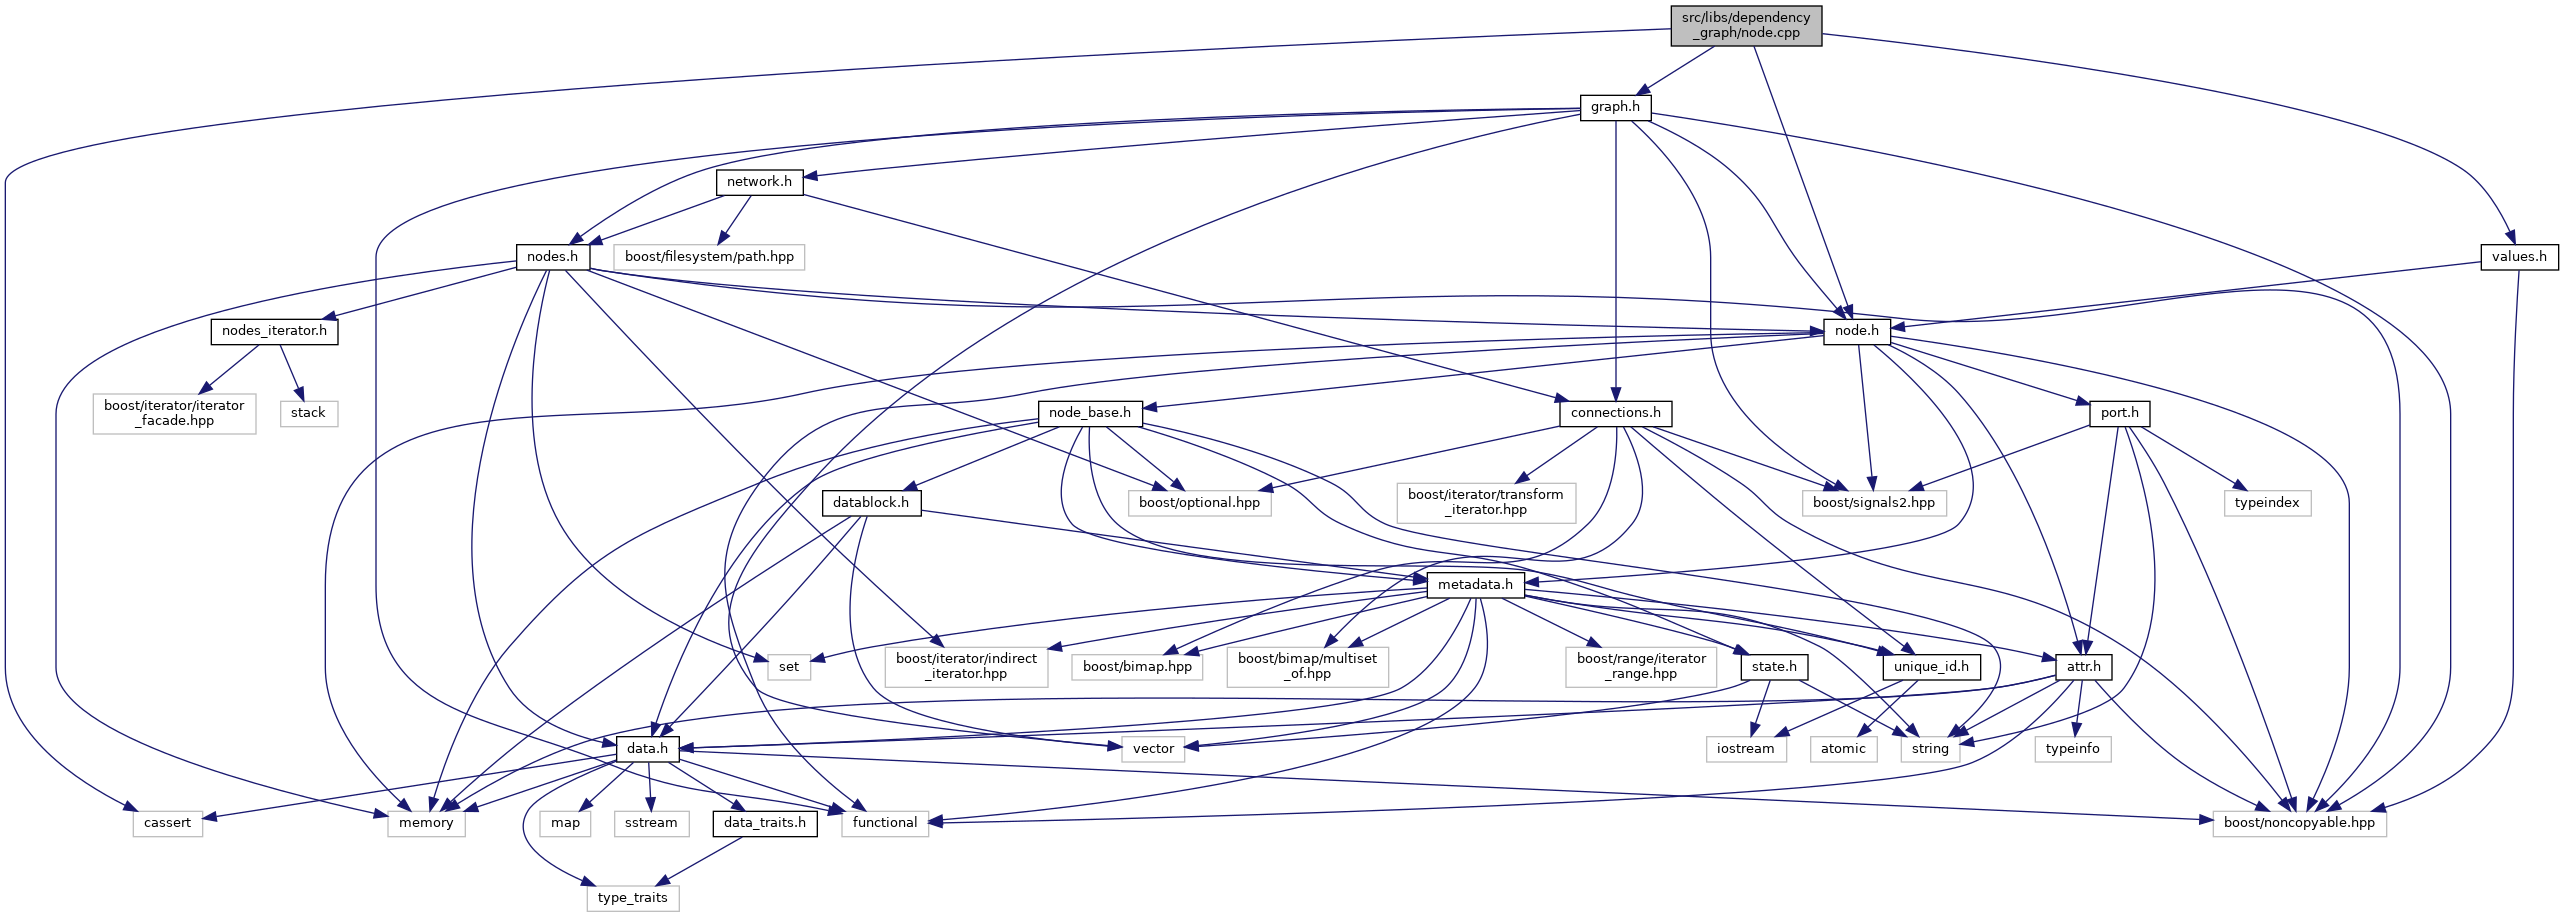 src/libs/dependency
_graph/node.cpp
graph.h
network.h
nodes.h
boost/filesystem/path.hpp
values.h
nodes_iterator.h
node.h
boost/iterator/iterator
_facade.hpp
stack
node_base.h
connections.h
port.h
datablock.h
boost/optional.hpp
boost/iterator/transform
_iterator.hpp
boost/signals2.hpp
typeindex
metadata.h
set
boost/iterator/indirect
_iterator.hpp
boost/bimap.hpp
boost/bimap/multiset
_of.hpp
boost/range/iterator
_range.hpp
state.h
unique_id.h
attr.h
data.h
vector
iostream
atomic
string
typeinfo
cassert
memory
map
sstream
data_traits.h
functional
boost/noncopyable.hpp
type_traits